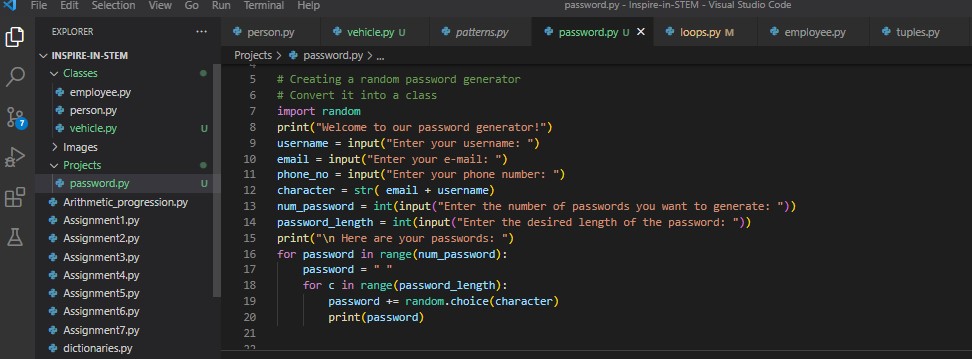 File Edit Selection View Go Run Terminal Help password.py - Inspire-in-STEM - Visual Studio Code
EXPLORER ...
person.py vehicle.py U patterns.py password.py U loops.py M employee.py tuples.py
INSPIRE-IN-STEM
Classes
employee.py
person.py
vehicle.py U
Images
Projects
password.py U
Arithmetic_progression.py
Assignment1.py
Assignment2.py
Assignment3.py
Assignment4.py
Assignment5.py
Assignment6.py
Assignment7.py
dictionaries.py
7
Projects > password.py > ...
4
5 # Creating a random password generator
6 # Convert it into a class
7 import random
8 print("Welcome to our password generator!")
9 username = input("Enter your username: ")
10 email = input("Enter your e-mail: ")
11 phone_no = input("Enter your phone number: ")
12 character = str( email + username)
13 num_password = int(input("Enter the number of passwords you want to generate: "))
14 password_length = int(input("Enter the desired length of the password: "))
15 print("\n Here are your passwords: ")
16 for password in range(num_password):
17 password = " "
18 for c in range(password_length):
19 password += random.choice(character)
20 print(password)
21
22